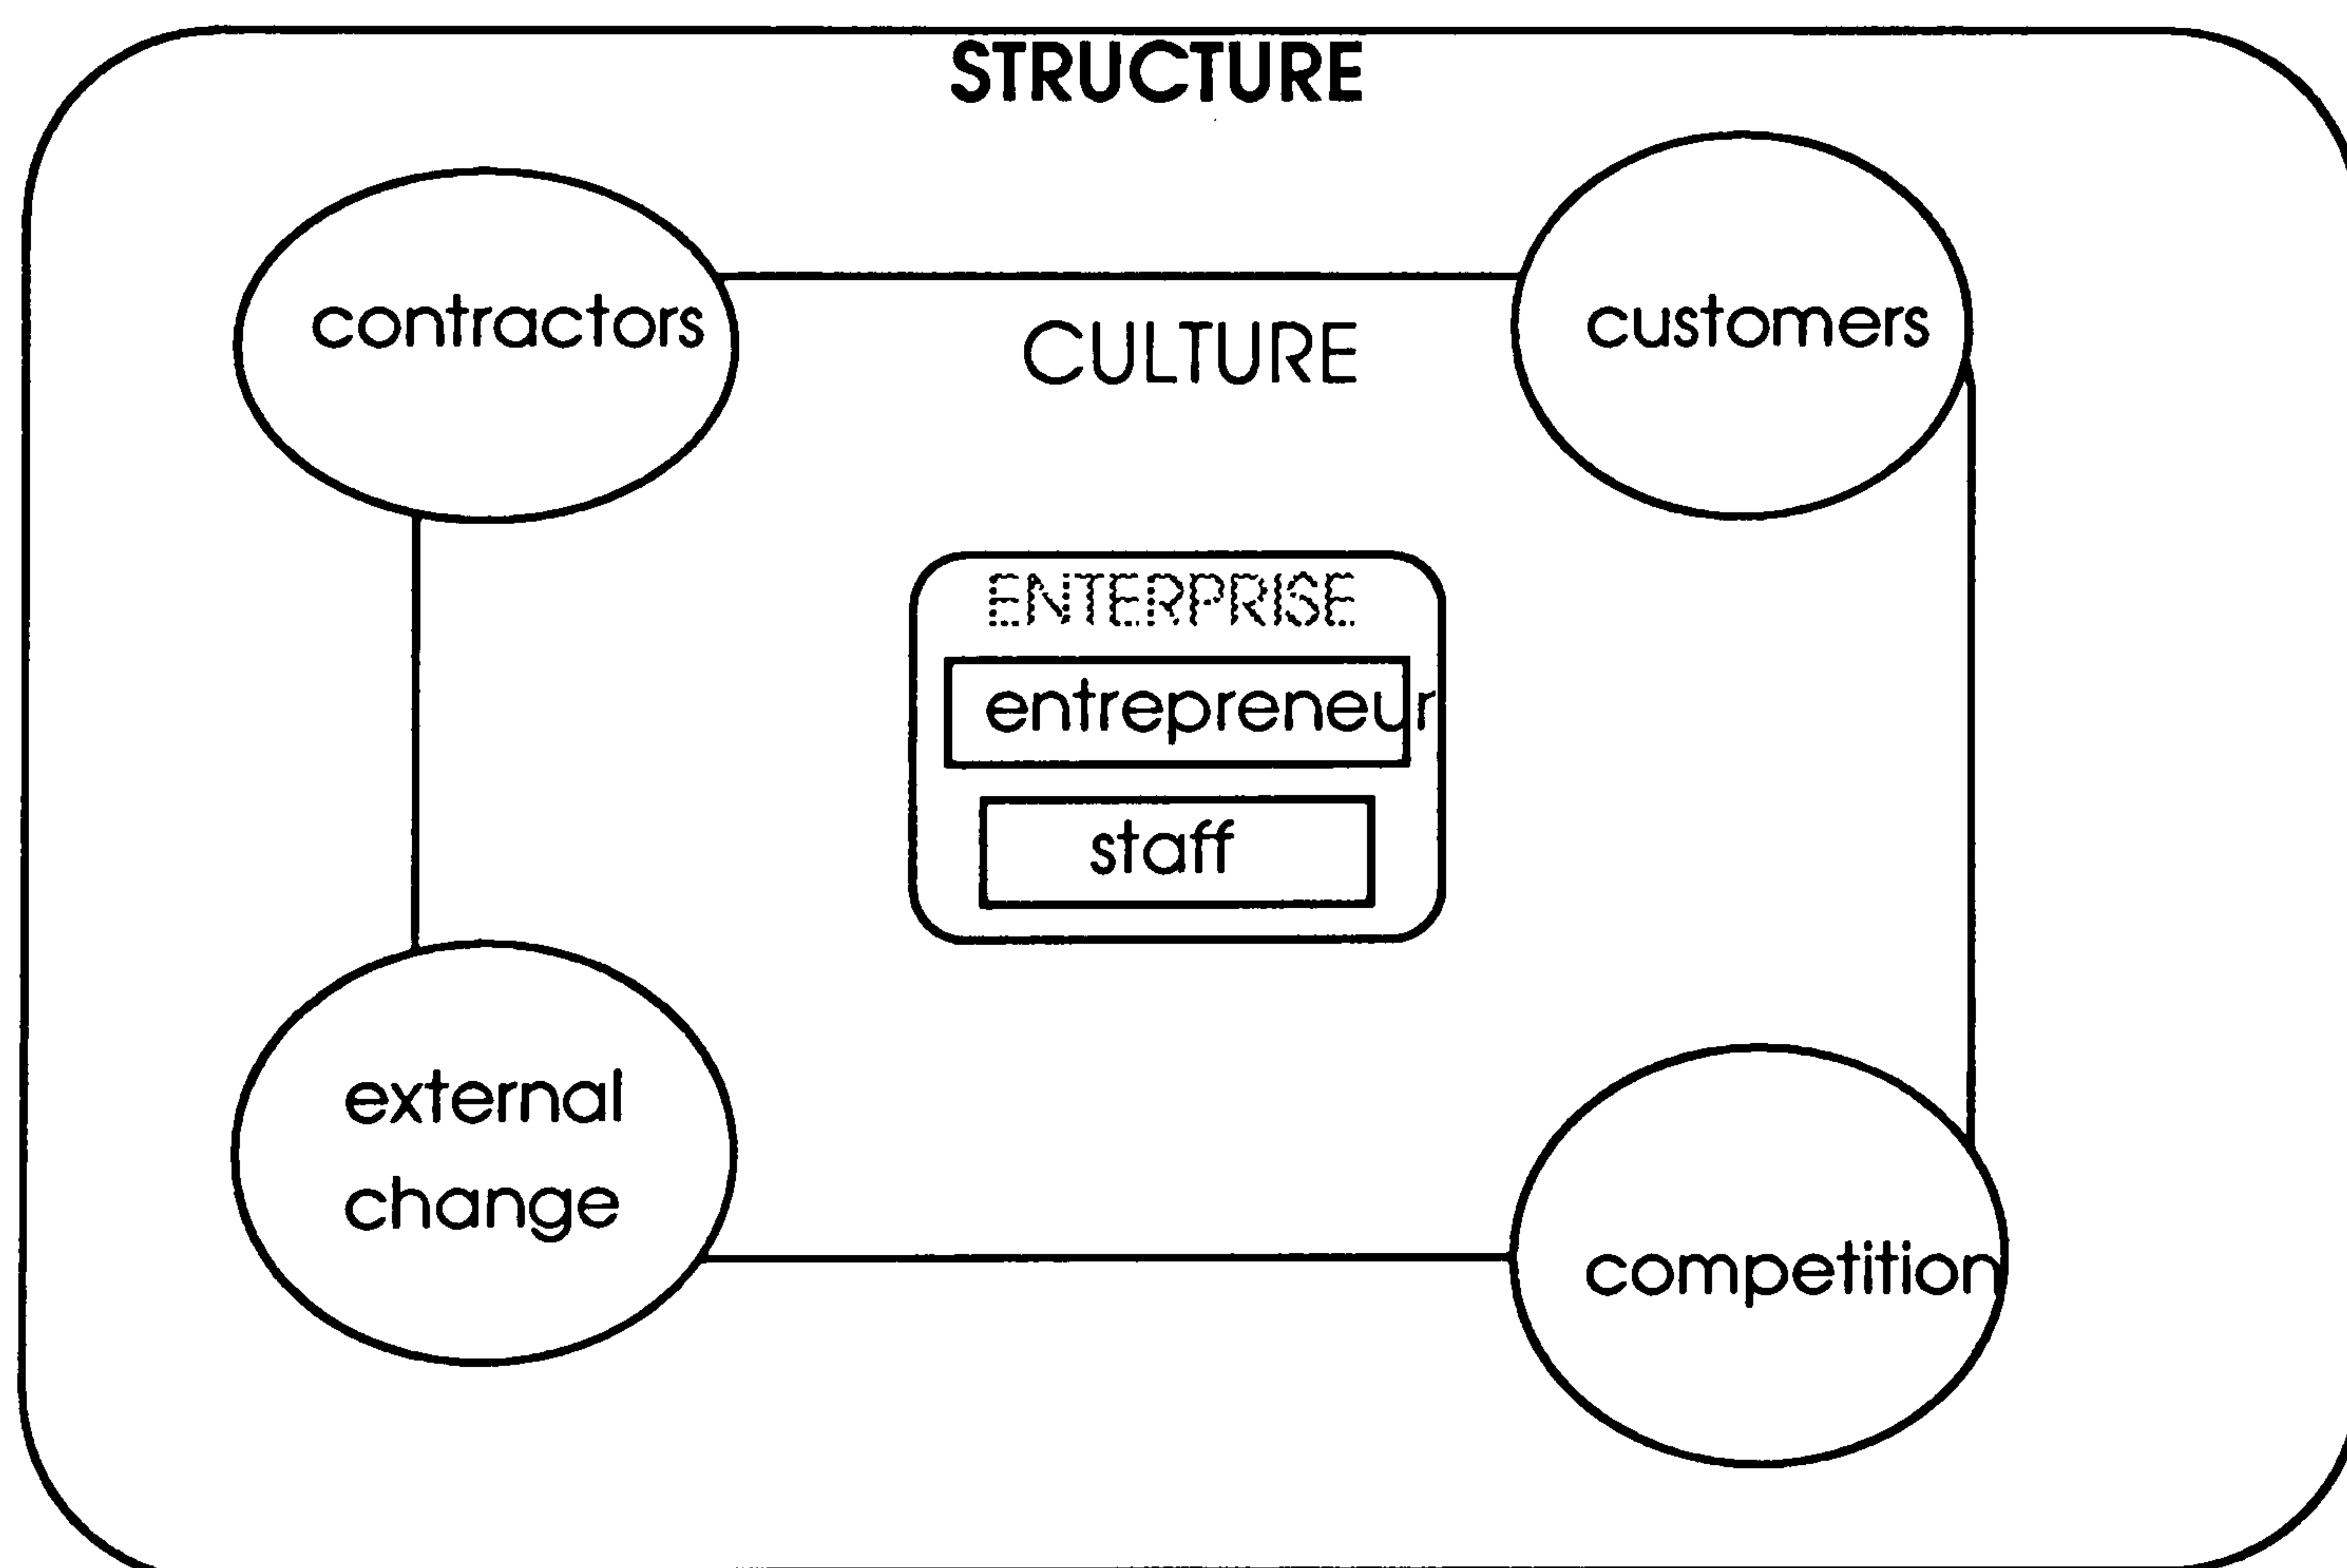 STRUCTURE
contractors
customers
CULTURE
ENTERPRISE
entrepreneur
staff
external
change
competition